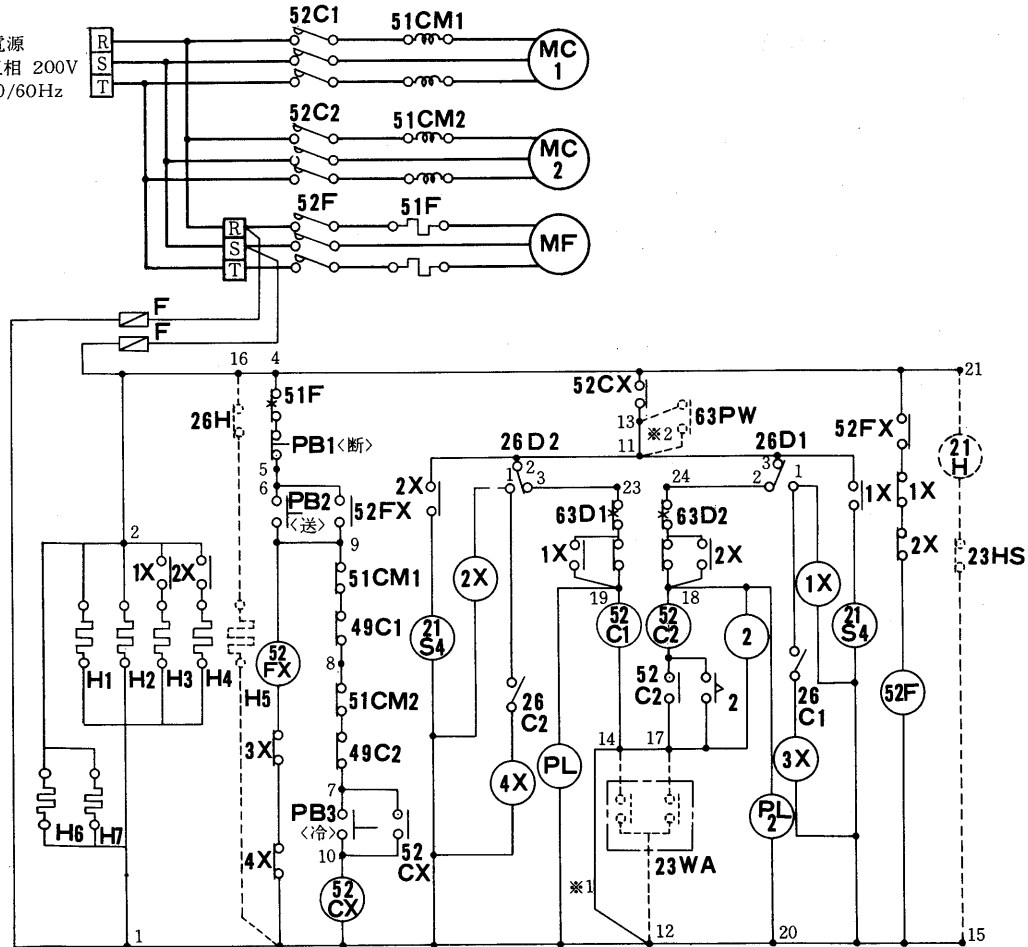 52C1
51CM1
電源
R
S
T
相 200V
/60Hz
MC
1
52C2
51CM2
MC
2
52F
51F
R
S
T
MF
F
F
16
4
21
52CX
51F
26H
13
63PW
※2
52FX
PB1〈断〉
26D2
11
26D1
21
H
5
2
3
1
3
23
24
2
1
6
2X
1X
1X
PB2
〈送〉
52FX
63D1
63D2
2
9
2X
23HS
1X
2X
1X
2X
51CM1
2X
1X
19
18
49C1
21
S4
52
C1
52
C2
2
21
S4
8
52
FX
H1
H2
H3
H4
H5
51CM2
26
C2
52
C2
2
26
C1
52F
3X
49C2
14
17
7
PL
3X
4X
PB3
〈冷〉
PL
2
H6
H7
4X
10
52
CX
23WA
52
CX
※1
1
12
20
15